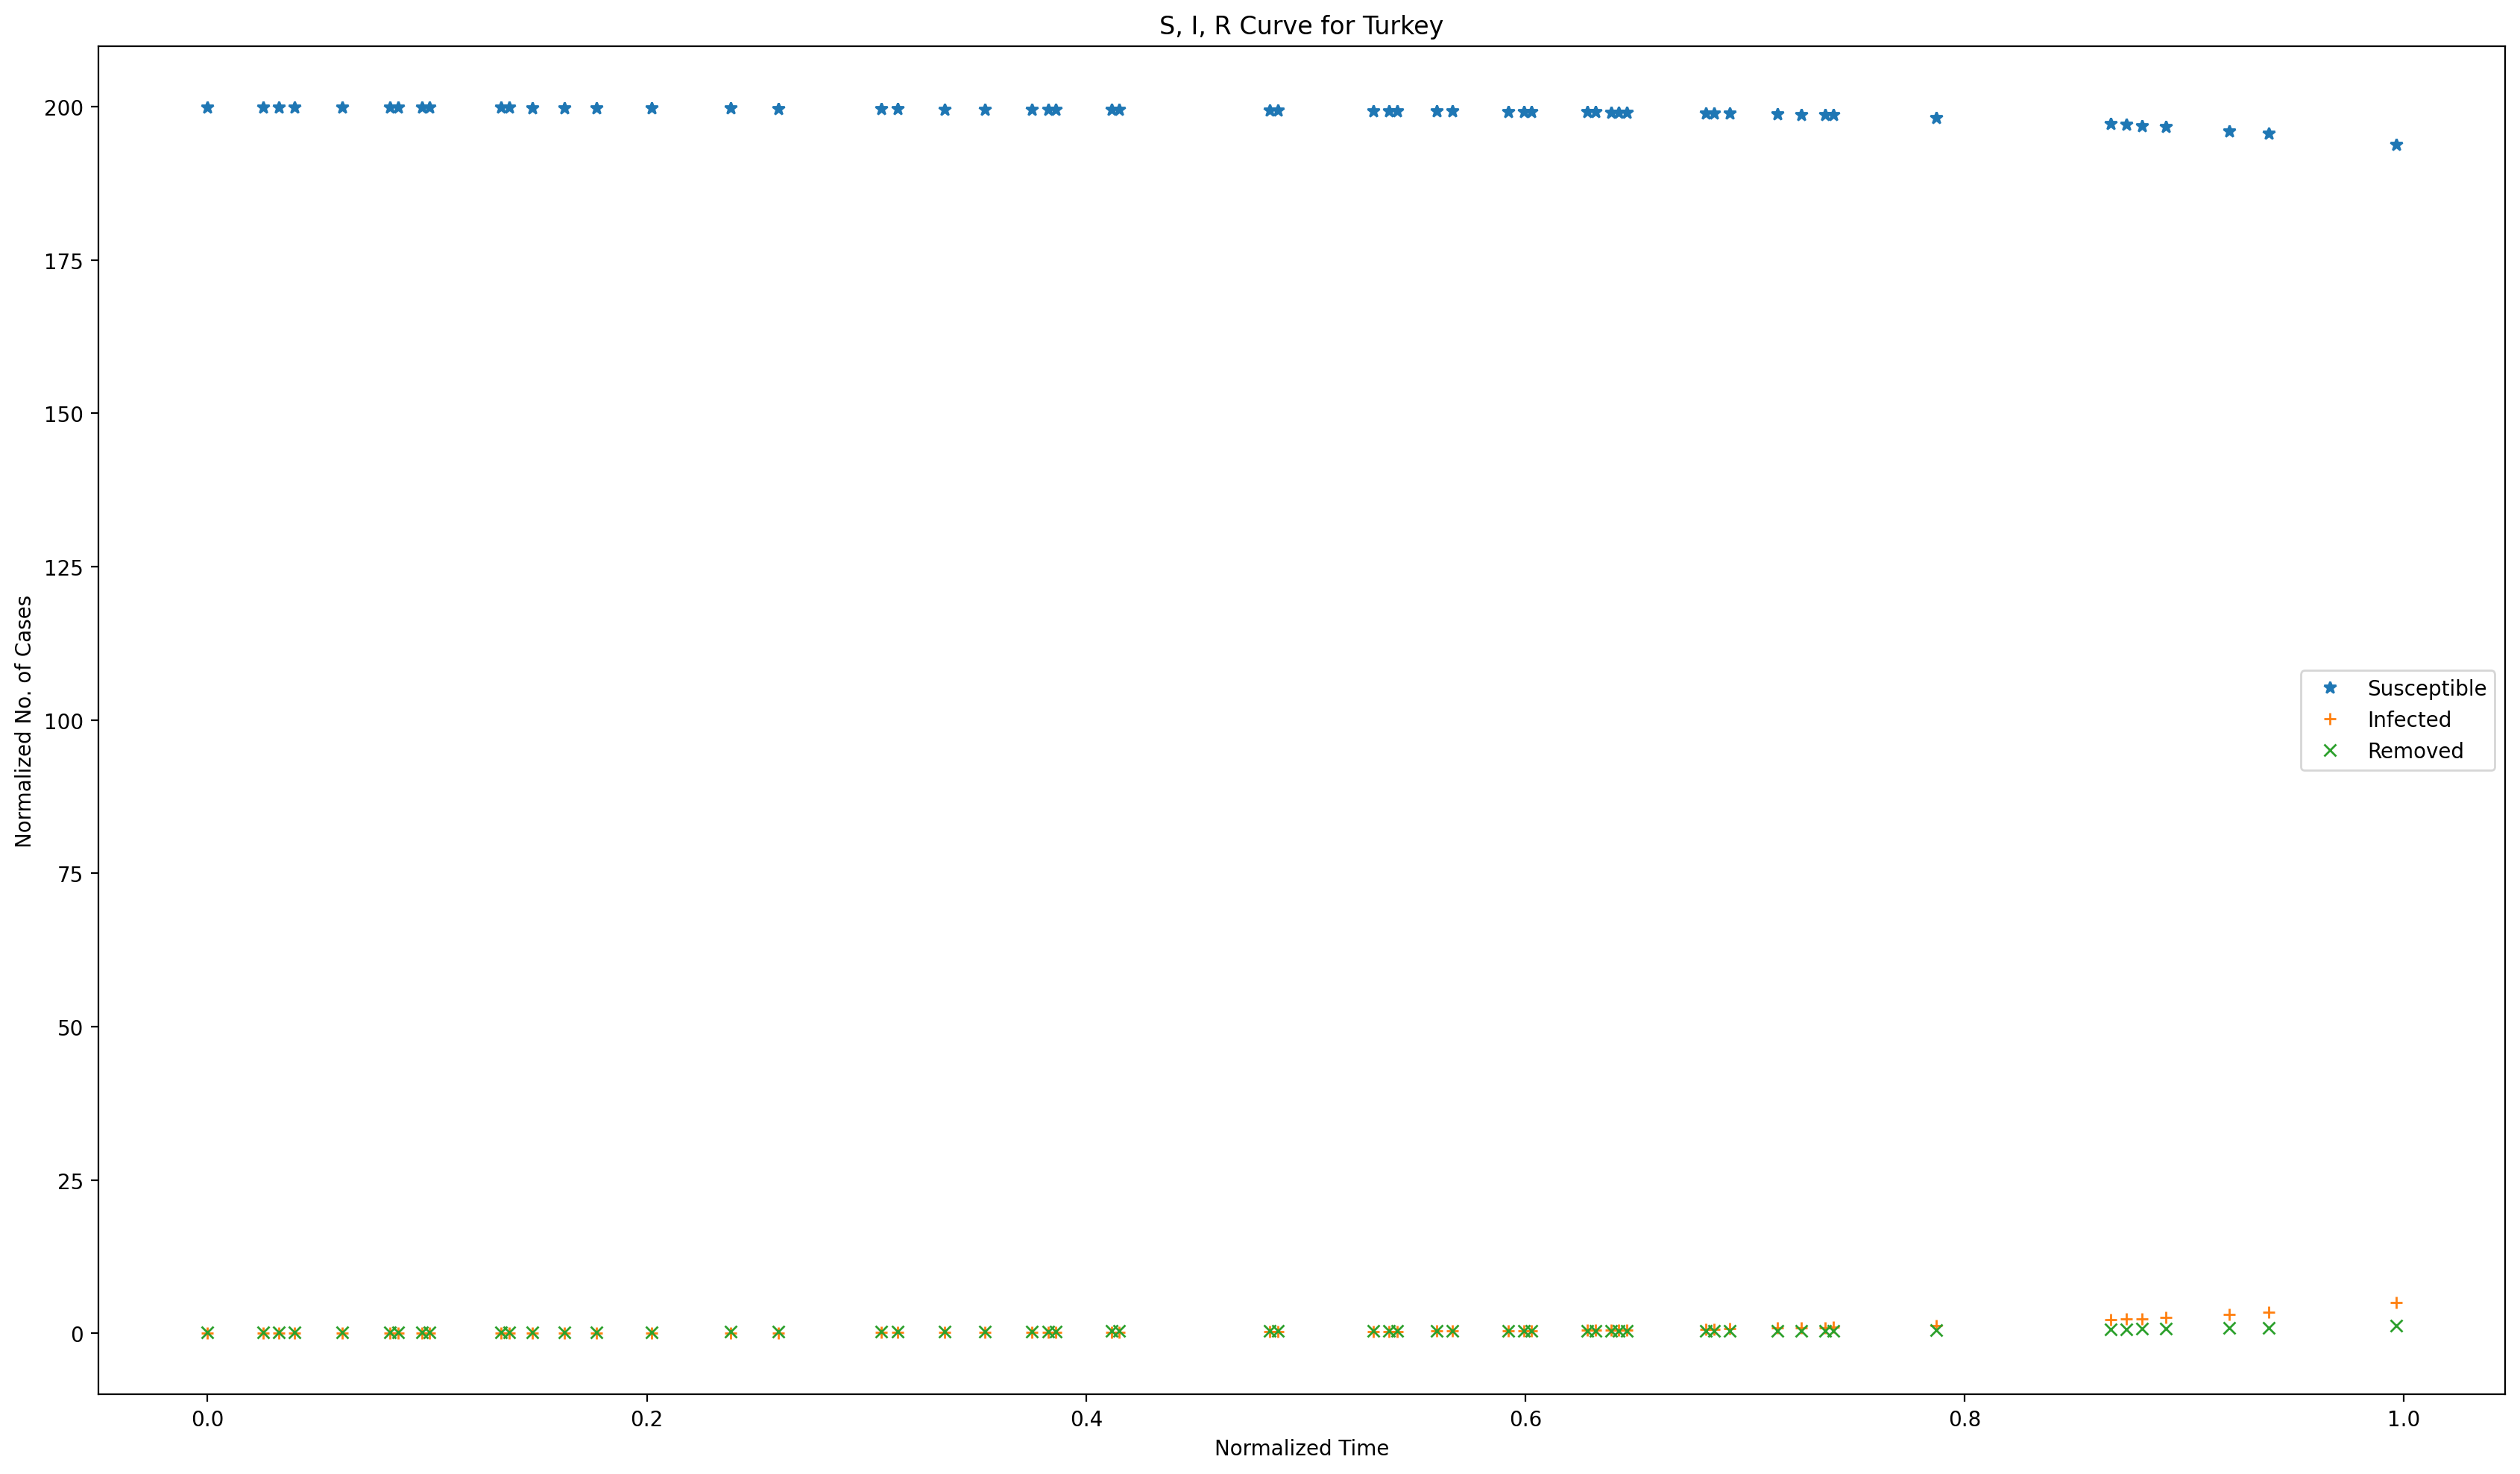 S, I, R Curve for Turkey
Normalized No. of Cases
200
175
150
125
100
75
50
25
0
Susceptible
Infected
Removed
0.0 0.2 0.4 0.6 0.8 1.0
Normalized Time